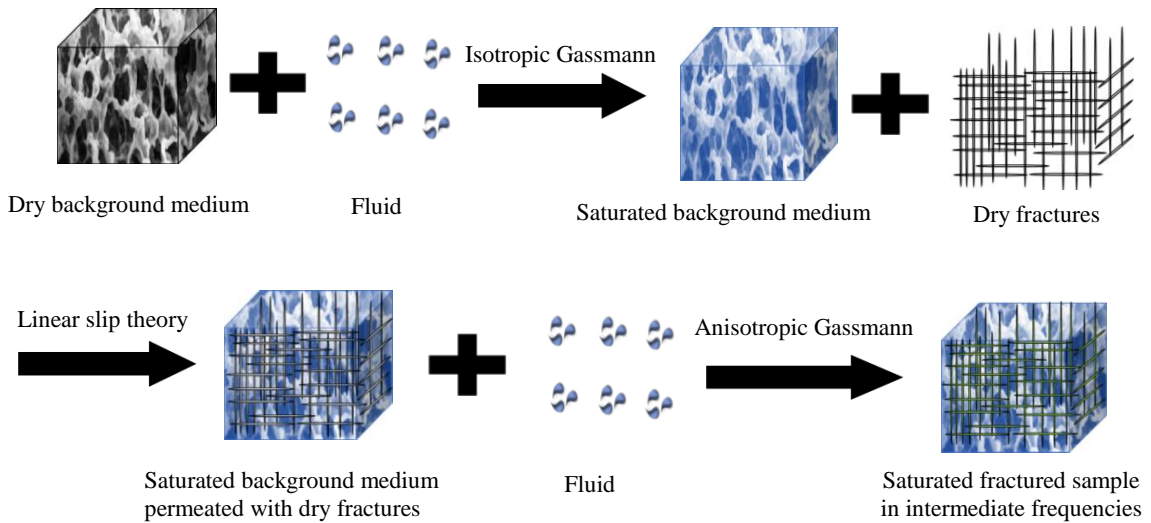 Isotropic Gassmann
Dry background medium
Fluid
Saturated background medium
Dry fractures
Linear slip theory
Anisotropic Gassmann
Saturated background medium
permeated with dry fractures
Fluid
Saturated fractured sample
in intermediate frequencies